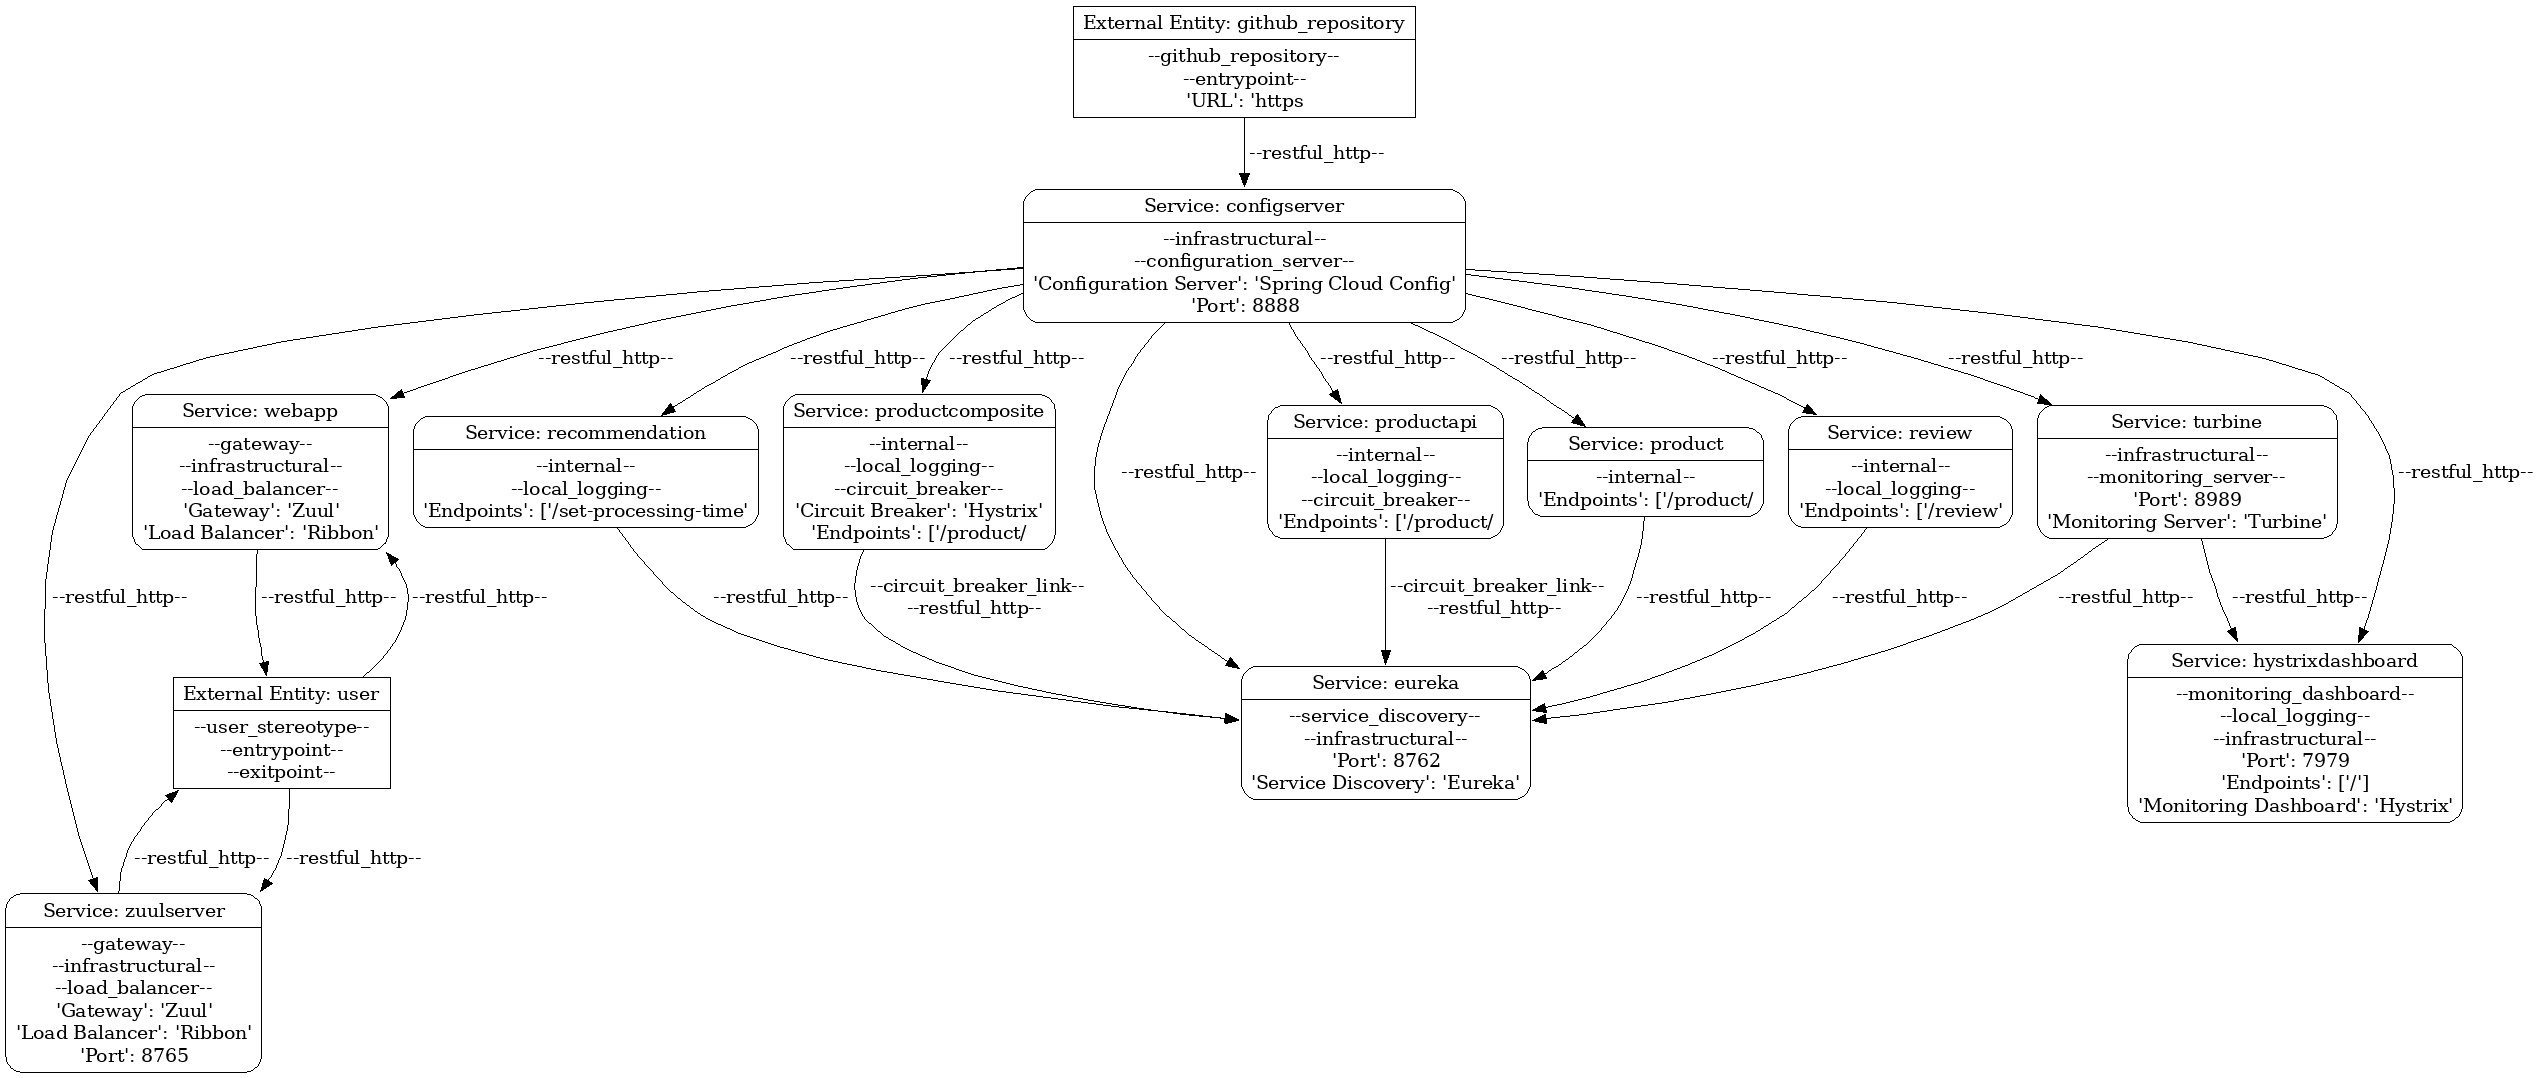 External Entity: github_repository
--github_repository--
--entrypoint--
'URL': 'https
--restful_http--
Service: configserver
--infrastructural--
--configuration_server--
'Configuration Server': 'Spring Cloud Config'
'Port': 8888
--restful_http--
--restful_http--
--restful_http--
--restful_http--
--restful_http--
--restful_http--
--restful_http--
Service: webapp
--gateway--
--infrastructural--
--load_balancer--
'Gateway': 'Zuul'
'Load Balancer': 'Ribbon'
Service: recommendation
--internal--
--local_logging--
'Endpoints': ['/set-processing-time'
Service: productcomposite
--internal--
--local_logging--
--circuit_breaker--
'Circuit Breaker': 'Hystrix'
'Endpoints': ['/product/
--restful_http--
Service: productapi
--internal--
--local_logging--
--circuit_breaker--
'Endpoints': ['/product/
Service: product
--internal--
'Endpoints': ['/product/
Service: review
--internal--
--local_logging--
'Endpoints': ['/review'
Service: turbine
--infrastructural--
--monitoring_server--
'Port': 8989
'Monitoring Server': 'Turbine'
--restful_http--
--restful_http--
--restful_http--
--restful_http--
--restful_http--
--circuit_breaker_link--
--restful_http--
--circuit_breaker_link--
--restful_http--
--restful_http--
--restful_http--
--restful_http--
--restful_http--
External Entity: user
--user_stereotype--
--entrypoint--
--exitpoint--
Service: eureka
--service_discovery--
--infrastructural--
'Port': 8762
'Service Discovery': 'Eureka'
Service: hystrixdashboard
--monitoring_dashboard--
--local_logging--
--infrastructural--
'Port': 7979
'Endpoints': ['/']
'Monitoring Dashboard': 'Hystrix'
--restful_http--
--restful_http--
Service: zuulserver
--gateway--
--infrastructural--
--load_balancer--
'Gateway': 'Zuul'
'Load Balancer': 'Ribbon'
'Port': 8765